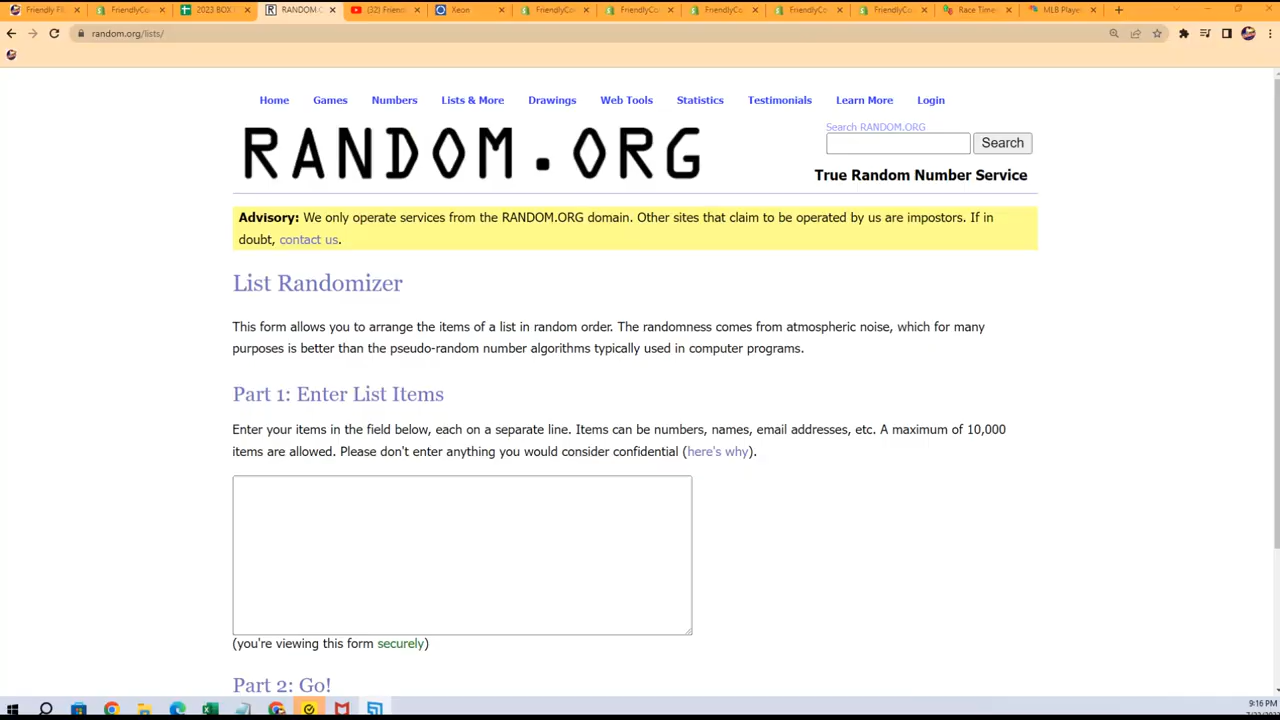 Friendly Fli
FriendlyCo
2023 BOX
RANDOM.O
(32) Friend
Xeon
FriendlyCo
FriendlyCo
FriendlyCo
FriendlyCo
FriendlyCo
Race Time
MLB Playe
random.org/lists/
Home Games Numbers Lists & More Drawings Web Tools Statistics Testimonials Learn More Login
RANDOM.ORG
Search RANDOM.ORG
Search
True Random Number Service
Advisory: We only operate services from the RANDOM.ORG domain. Other sites that claim to be operated by us are impostors. If in
doubt, contact us.
List Randomizer
This form allows you to arrange the items of a list in random order. The randomness comes from atmospheric noise, which for many
purposes is better than the pseudo-random number algorithms typically used in computer programs.
Part 1: Enter List Items
Enter your items in the field below, each on a separate line. Items can be numbers, names, email addresses, etc. A maximum of 10,000
items are allowed. Please don't enter anything you would consider confidential (here's why).
(you're viewing this form securely)
Part 2: Go!
9:16 PM